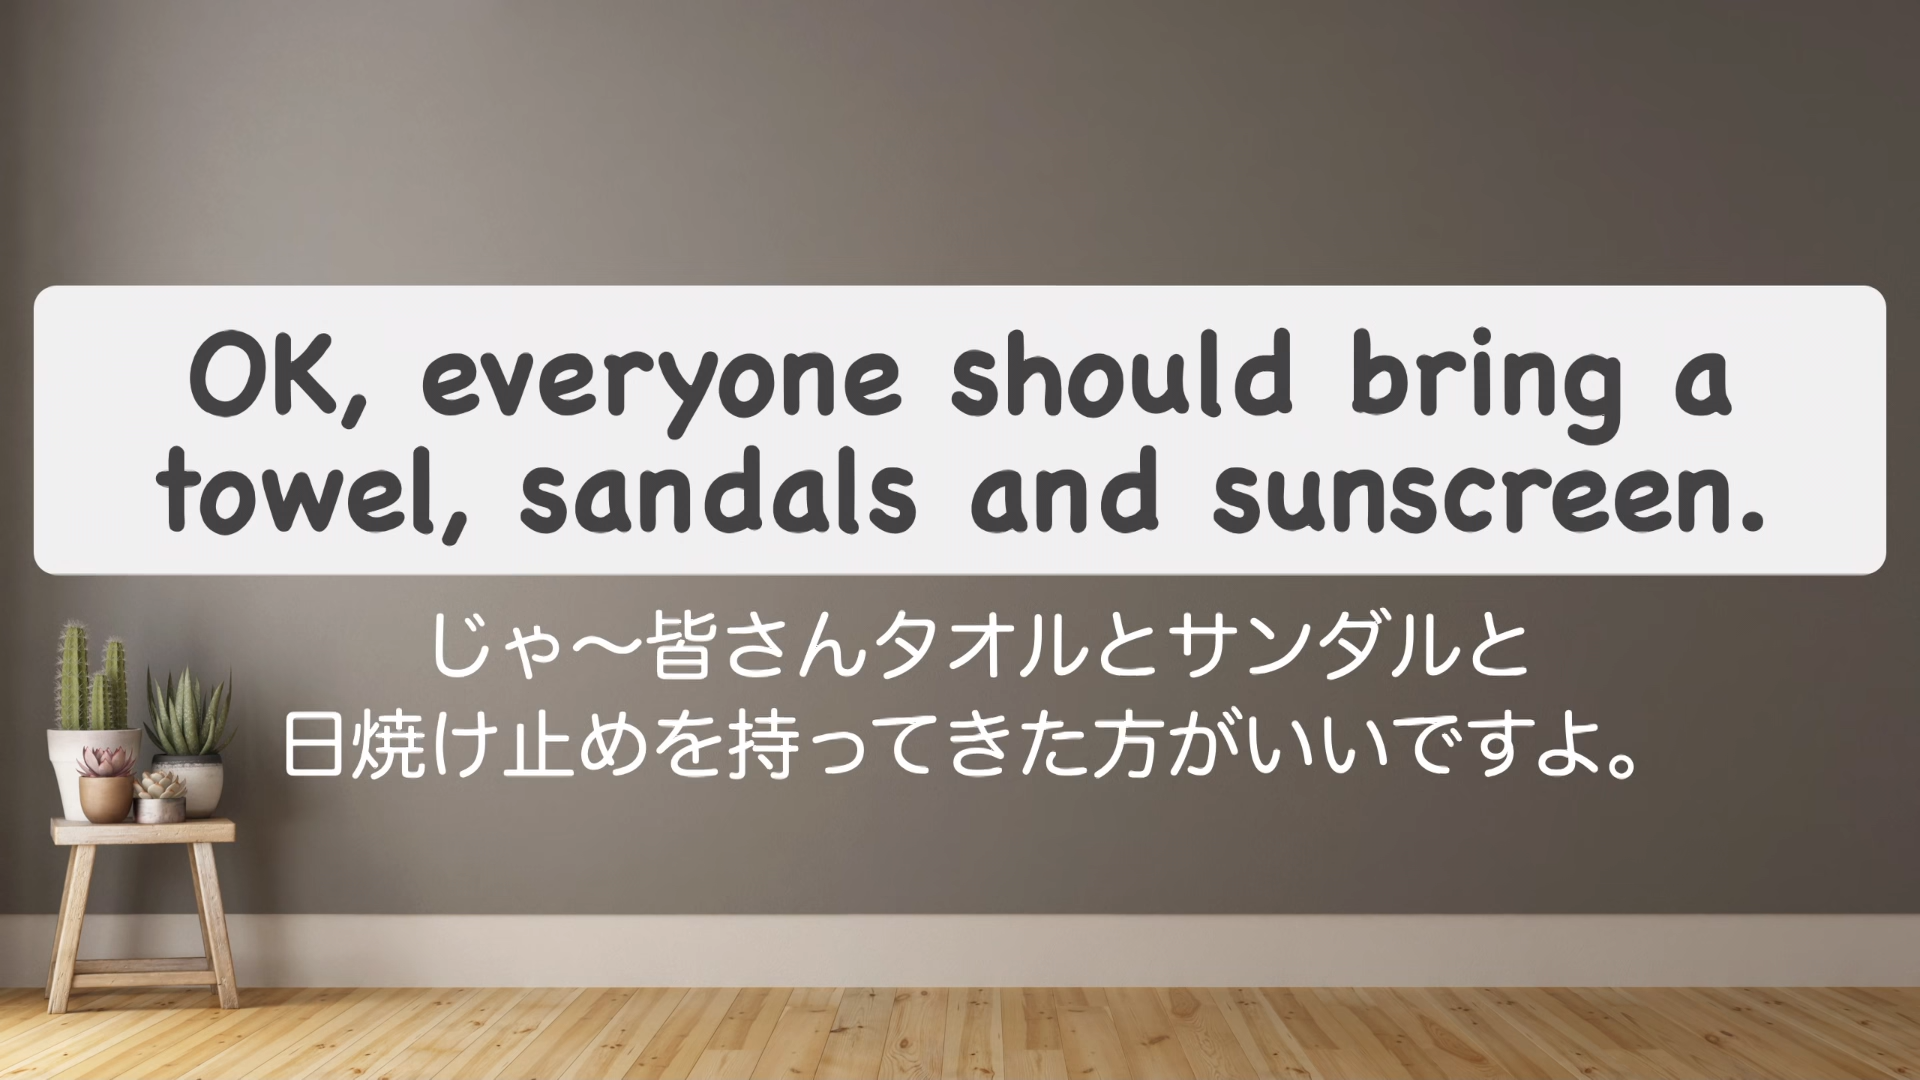 OK, everyone should bring a
towel, sandals and sunscreen.
じゃ〜皆さんタオルとサンダルと
日焼け止めを持ってきた方がいいですよ。